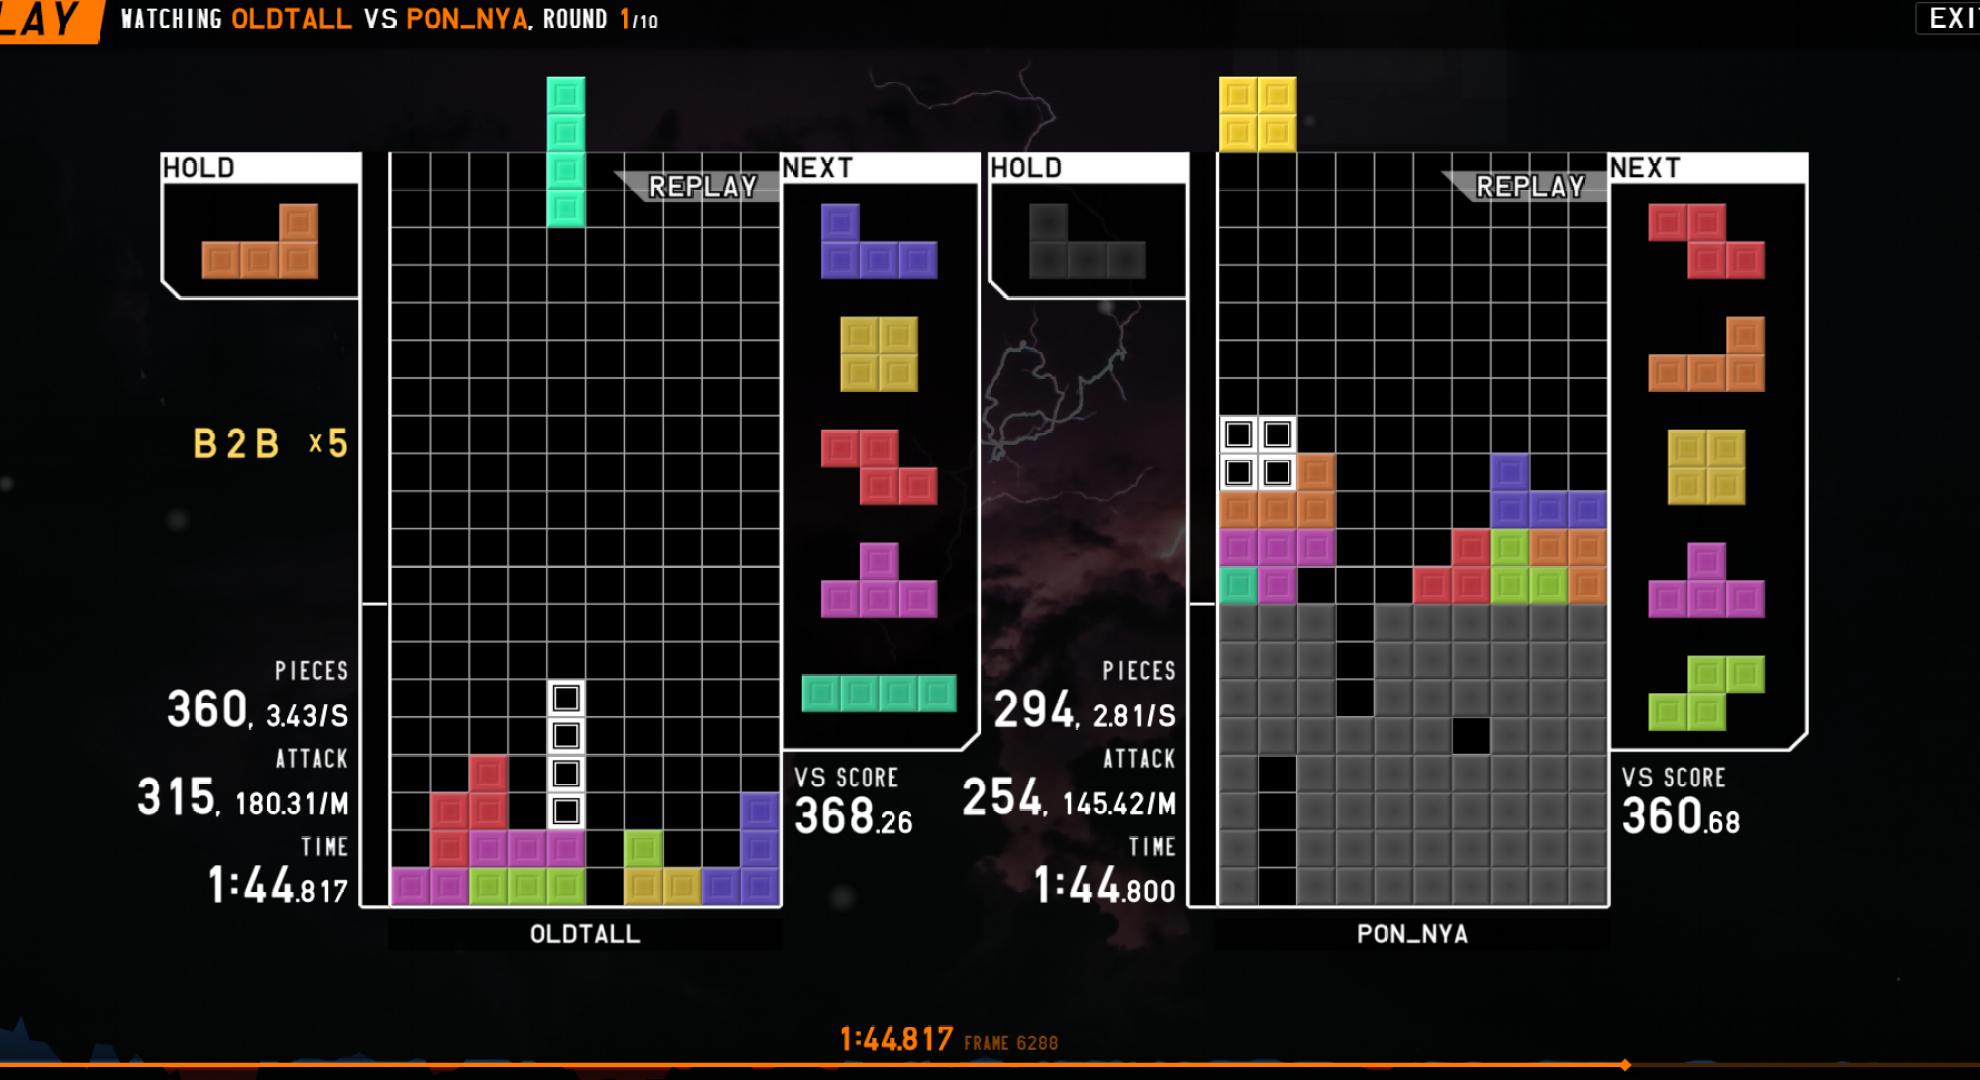 LAY WATCHING OLDTALL VS PON_NYA, ROUND 1/10
HOLD
REPLAY
NEXT
B2B x5
PIECES
360, 3.43/S
ATTACK
315, 180.31/M
TIME
1:44.817
VS SCORE
368.26
OLDTALL
HOLD
REPLAY
NEXT
PIECES
294, 2.81/S
ATTACK
254, 145.42/M
TIME
1:44.800
VS SCORE
360.68
PON_NYA
1:44.817 FRAME 6288